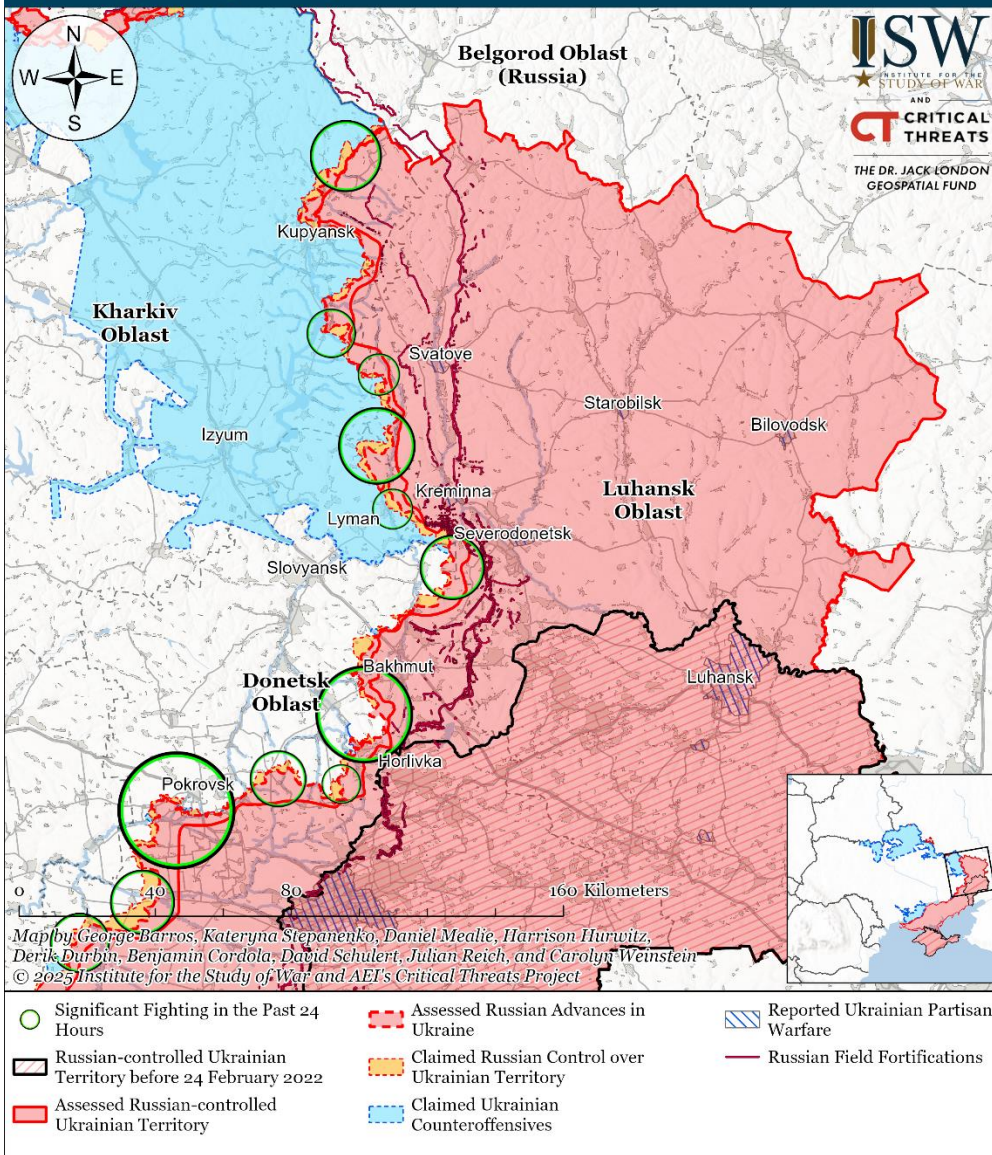 N
W E
S
Belgorod Oblast
(Russia)
ISW
INSTITUTE FOR THE
STUDY OF WAR
AND
CT CRITICAL
THREATS
THE DR. JACK LONDON
GEOSPATIAL FUND
Kupyansk
Kharkiv
Oblast
Svatove
Starobilsk
Bilovodsk
Izyum
Kreminna
Luhansk
Oblast
Lyman
Severodonetsk
Slovyansk
Bakhmut
Luhansk
Donetsk
Oblast
Horlivka
Pokrovsk
0 40 80 160 Kilometers
Map by George Barros, Kateryna Stepanenko, Daniel Mealie, Harrison Hurwitz,
Derik Durbin, Benjamin Cordola, David Schulert, Julian Reich, and Carolyn Weinstein
© 2025 Institute for the Study of War and AEI's Critical Threats Project
Significant Fighting in the Past 24
Hours
Russian-controlled Ukrainian
Territory before 24 February 2022
Assessed Russian-controlled
Ukrainian Territory
Assessed Russian Advances in
Ukraine
Claimed Russian Control over
Ukrainian Territory
Claimed Ukrainian
Counteroffensives
Reported Ukrainian Partisan
Warfare
Russian Field Fortifications